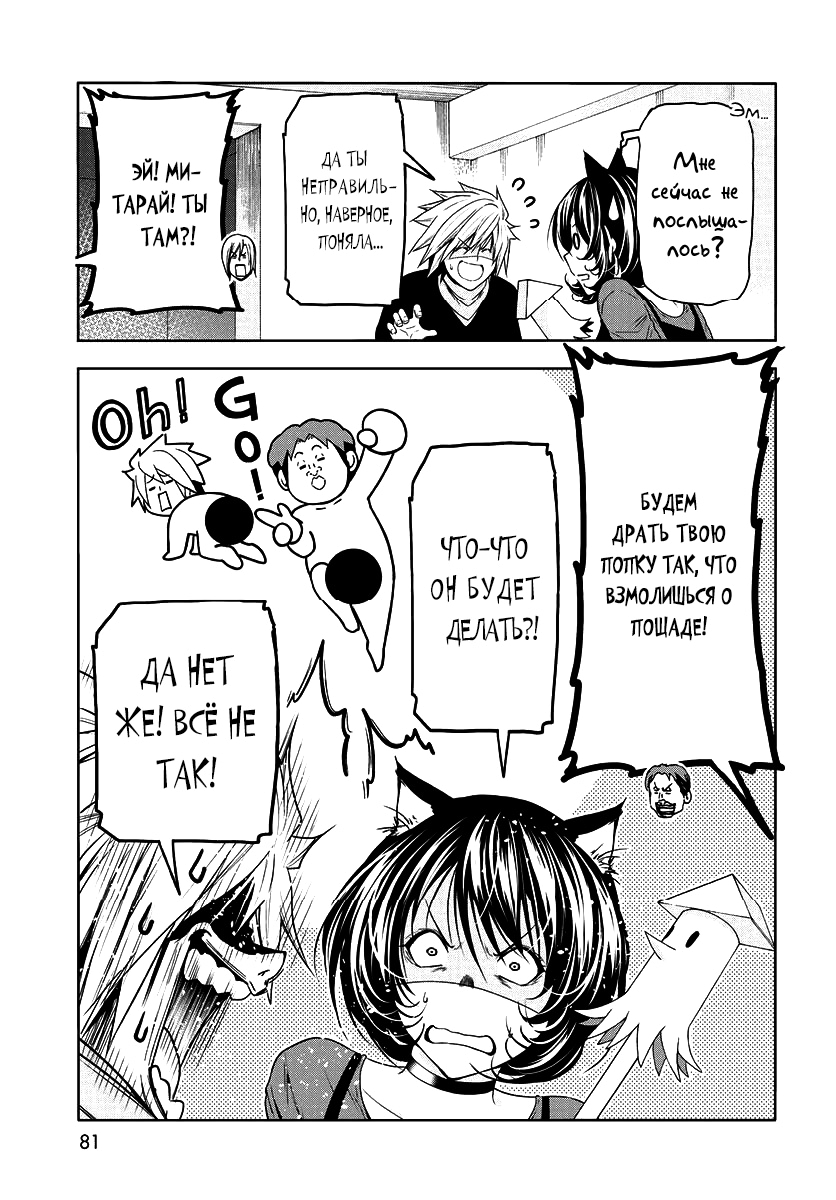 Эм...
Мне
сейчас не
послыша-
лось?
ДА ТЫ
НЕПРАВИЛЬ-
НО, НАВЕРНОЕ,
ПОНЯЛА...
ЭЙ! МИ-
ТАРАЙ! ТЫ
ТАМ?!
БУДЕМ
ДРАТЬ ТВОЮ
ПОПКУ ТАК, ЧТО
ВЗМОЛИШЬСЯ О
ПОЩАДЕ!
ЧТО-ЧТО
ОН БУДЕТ
ДЕЛАТЬ?!
Oh!
Go!
ДА НЕТ
ЖЕ! ВСЁ НЕ
ТАК!
81